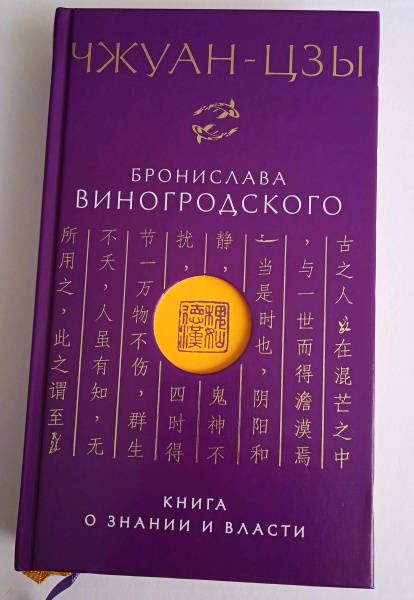 ЧЖУАН-ЦЗЫ
БРОНИСЛАВА
ВИНОГРОДСКОГО
古之人在混芒之中
,与一世而得澹漠焉
当是时也,阴阳和
静,鬼神不
扰,四时得
节一万物不伤,群生
不夭,人虽有知,无
所用之,此之谓至
КНИГА
О ЗНАНИИ И ВЛАСТИ